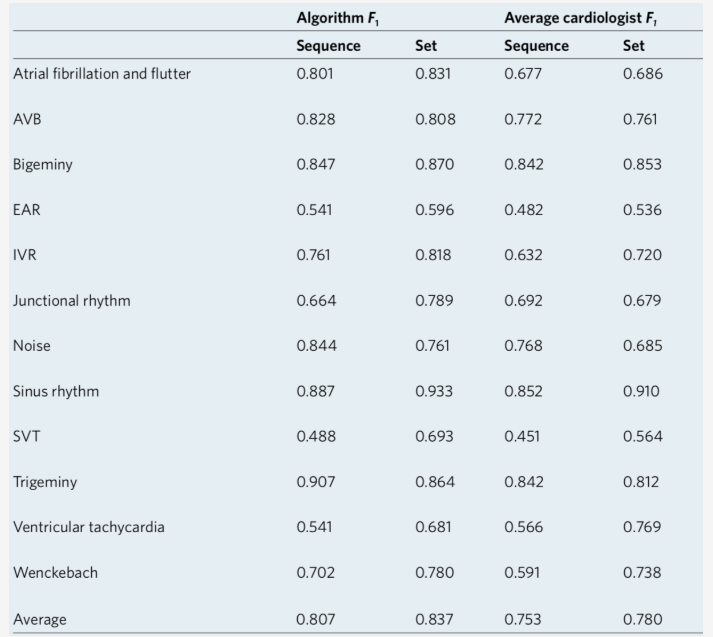 Algorithm F1 Average cardiologist F1
Sequence Set Sequence Set
Atrial fibrillation and flutter 0.801 0.831 0.677 0.686
AVB 0.828 0.808 0.772 0.761
Bigeminy 0.847 0.870 0.842 0.853
EAR 0.541 0.596 0.482 0.536
IVR 0.761 0.818 0.632 0.720
Junctional rhythm 0.664 0.789 0.692 0.679
Noise 0.844 0.761 0.768 0.685
Sinus rhythm 0.887 0.933 0.852 0.910
SVT 0.488 0.693 0.451 0.564
Trigeminy 0.907 0.864 0.842 0.812
Ventricular tachycardia 0.541 0.681 0.566 0.769
Wenckebach 0.702 0.780 0.591 0.738
Average 0.807 0.837 0.753 0.780